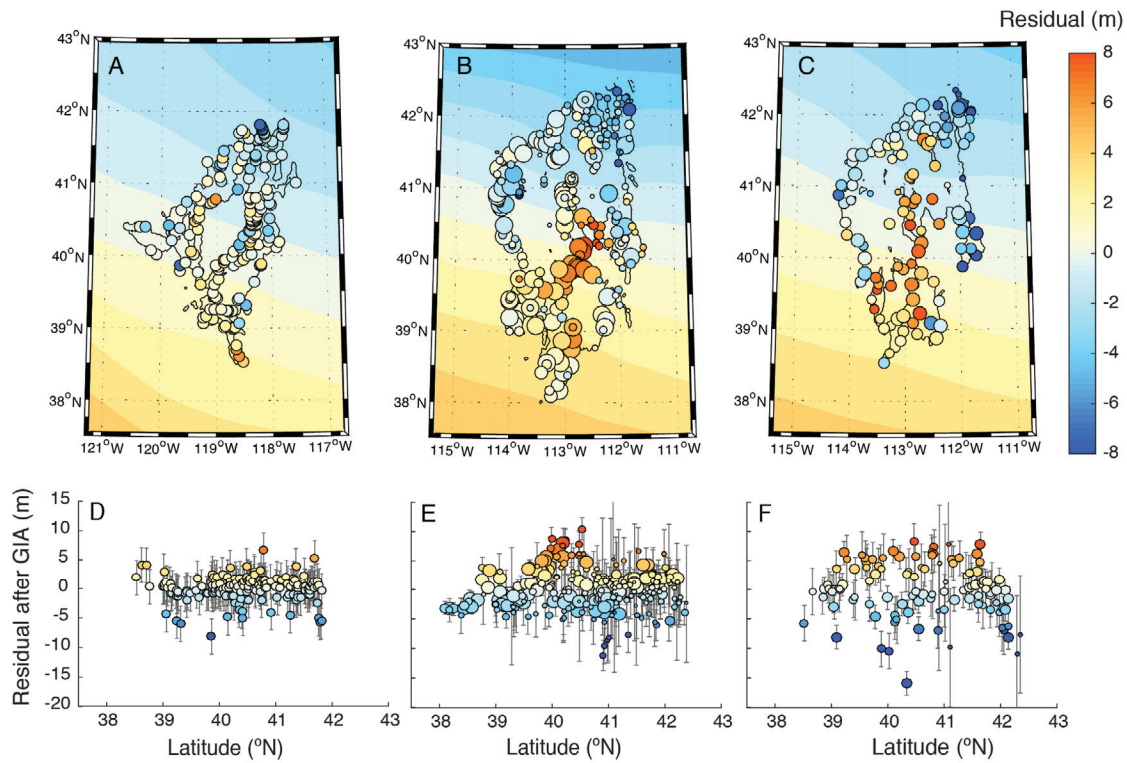 Residual (m)
43°N 43°N 43°N
A B C
8
42°N 42°N 42°N
6
4
41°N 41°N 41°N
2
40°N 40°N 40°N
0
-2
39°N 39°N 39°N
-4
38°N 38°N 38°N
-6
121°W 120°W 119°W 118°W 117°W 115°W 114°W 113°W 112°W 111°W 115°W 114°W 113°W 112°W 111°W
-8
Residual after GIA (m)
15
10
5
0
-5
-10
-15
-20
D E F
38 39 40 41 42 43 38 39 40 41 42 43 38 39 40 41 42 43
Latitude (°N) Latitude (°N) Latitude (°N)